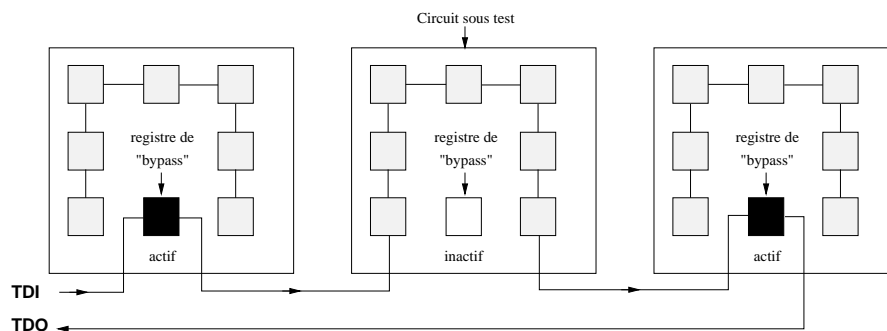 Circuit sous test
registre de
"bypass"
actif
registre de
"bypass"
inactif
registre de
"bypass"
actif
TDI
TDO